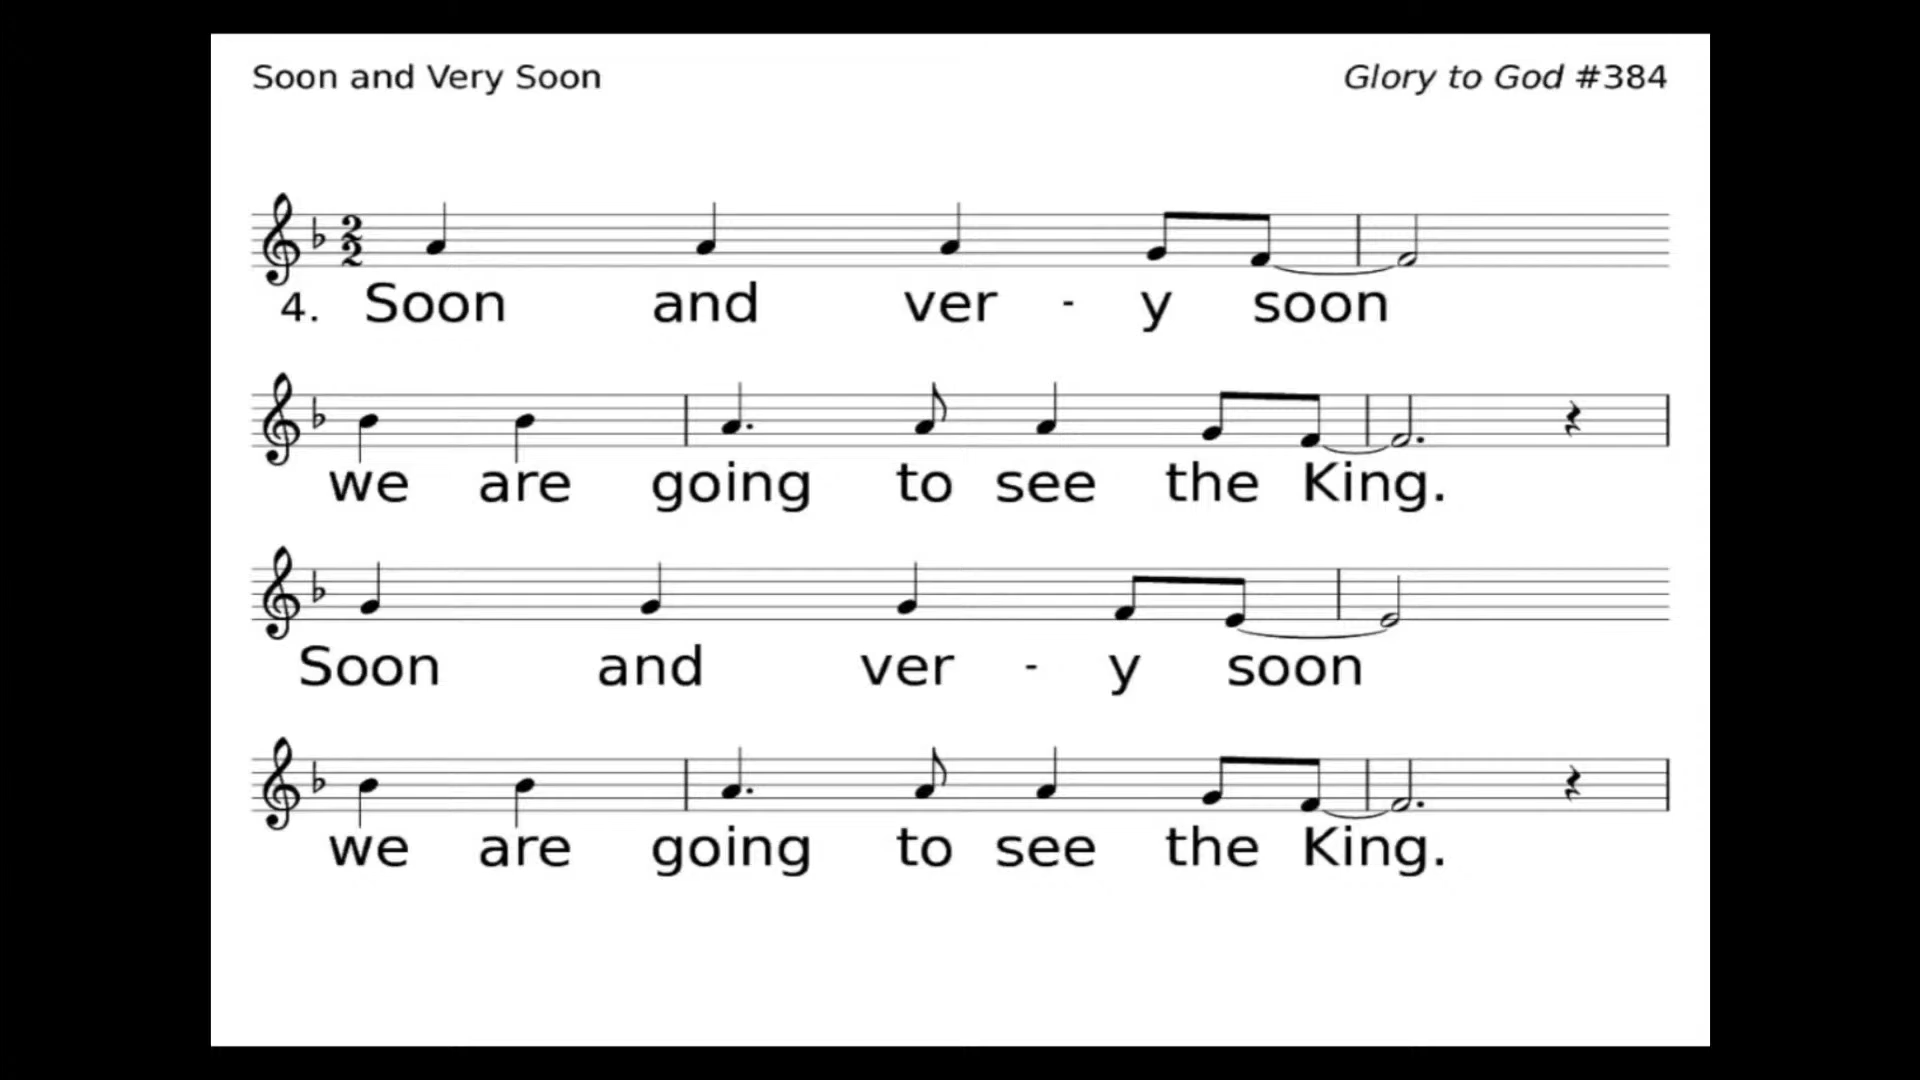 Soon and Very Soon Glory to God #384
4. Soon and ver - y soon
we are going to see the King.
Soon and ver - y soon
we are going to see the King.